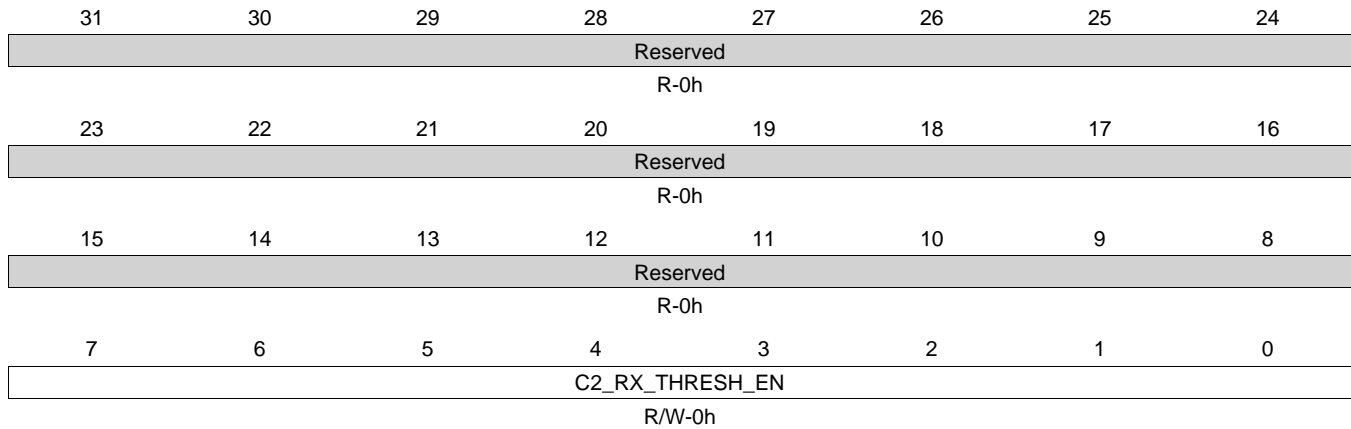 31 30 29 28 27 26 25 24
Reserved
R-0h
23 22 21 20 19 18 17 16
Reserved
R-0h
15 14 13 12 11 10 9 8
Reserved
R-0h
7 6 5 4 3 2 1 0
C2_RX_THRESH_EN
R/W-0h